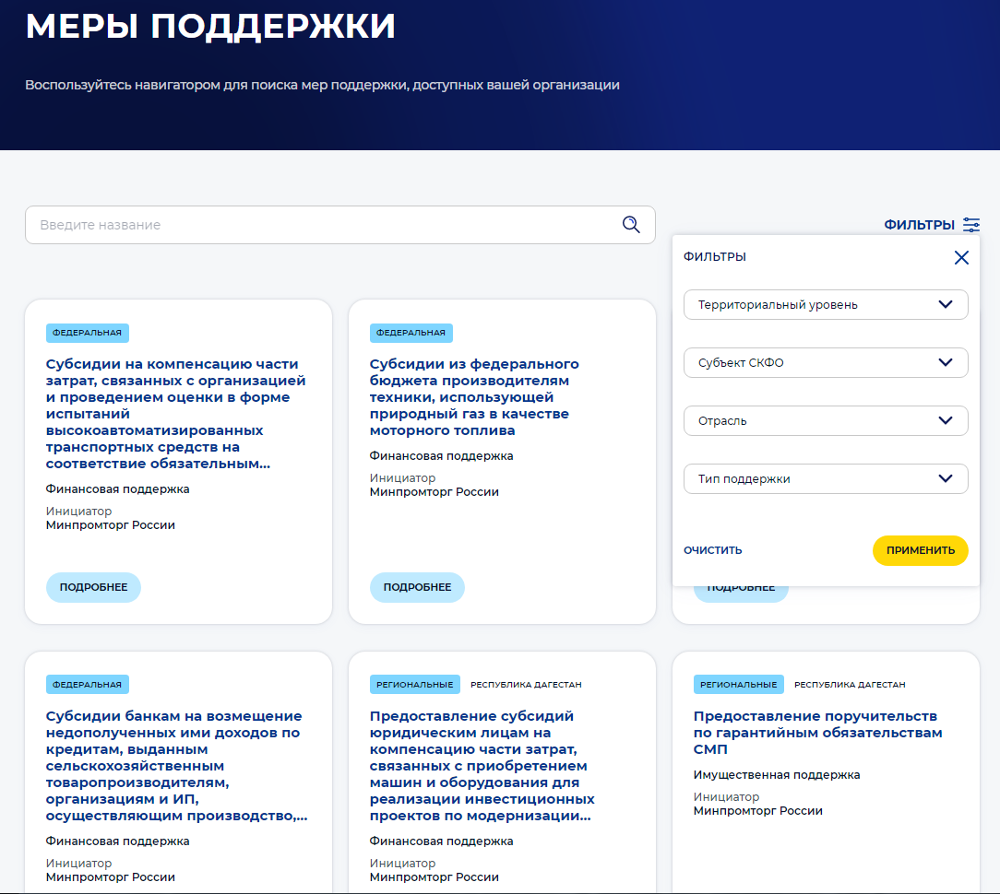 МЕРЫ ПОДДЕРЖКИ
Воспользуйтесь навигатором для поиска мер поддержки, доступных вашей организации
Введите название
ФИЛЬТРЫ
ФИЛЬТРЫ
Территориальный уровень
Субъект СКФО
Отрасль
Тип поддержки
ОЧИСТИТЬ
ПРИМЕНИТЬ
ФЕДЕРАЛЬНАЯ
Субсидии на компенсацию части
затрат, связанных с организацией
и проведением оценки в форме
испытаний
высокоавтоматизированных
транспортных средств на
соответствие обязательным...
Финансовая поддержка
Инициатор
Минпромторг России
ПОДРОБНЕЕ
ФЕДЕРАЛЬНАЯ
Субсидии из федерального
бюджета производителям
техники, использующей
природный газ в качестве
моторного топлива
Финансовая поддержка
Инициатор
Минпромторг России
ПОДРОБНЕЕ
ПОДРОБНЕЕ
ФЕДЕРАЛЬНАЯ
Субсидии банкам на возмещение
недополученных ими доходов по
кредитам, выданным
сельскохозяйственным
товаропроизводителям,
организациям и ИП,
осуществляющим производство,...
Финансовая поддержка
Инициатор
Минпромторг России
РЕГИОНАЛЬНЫЕ РЕСПУБЛИКА ДАГЕСТАН
Предоставление субсидий
юридическим лицам на
компенсацию части затрат,
связанных с приобретением
машин и оборудования для
реализации инвестиционных
проектов по модернизации...
Финансовая поддержка
Инициатор
Минпромторг России
РЕГИОНАЛЬНЫЕ РЕСПУБЛИКА ДАГЕСТАН
Предоставление поручительств
по гарантийным обязательствам
СМП
Имущественная поддержка
Инициатор
Минпромторг России